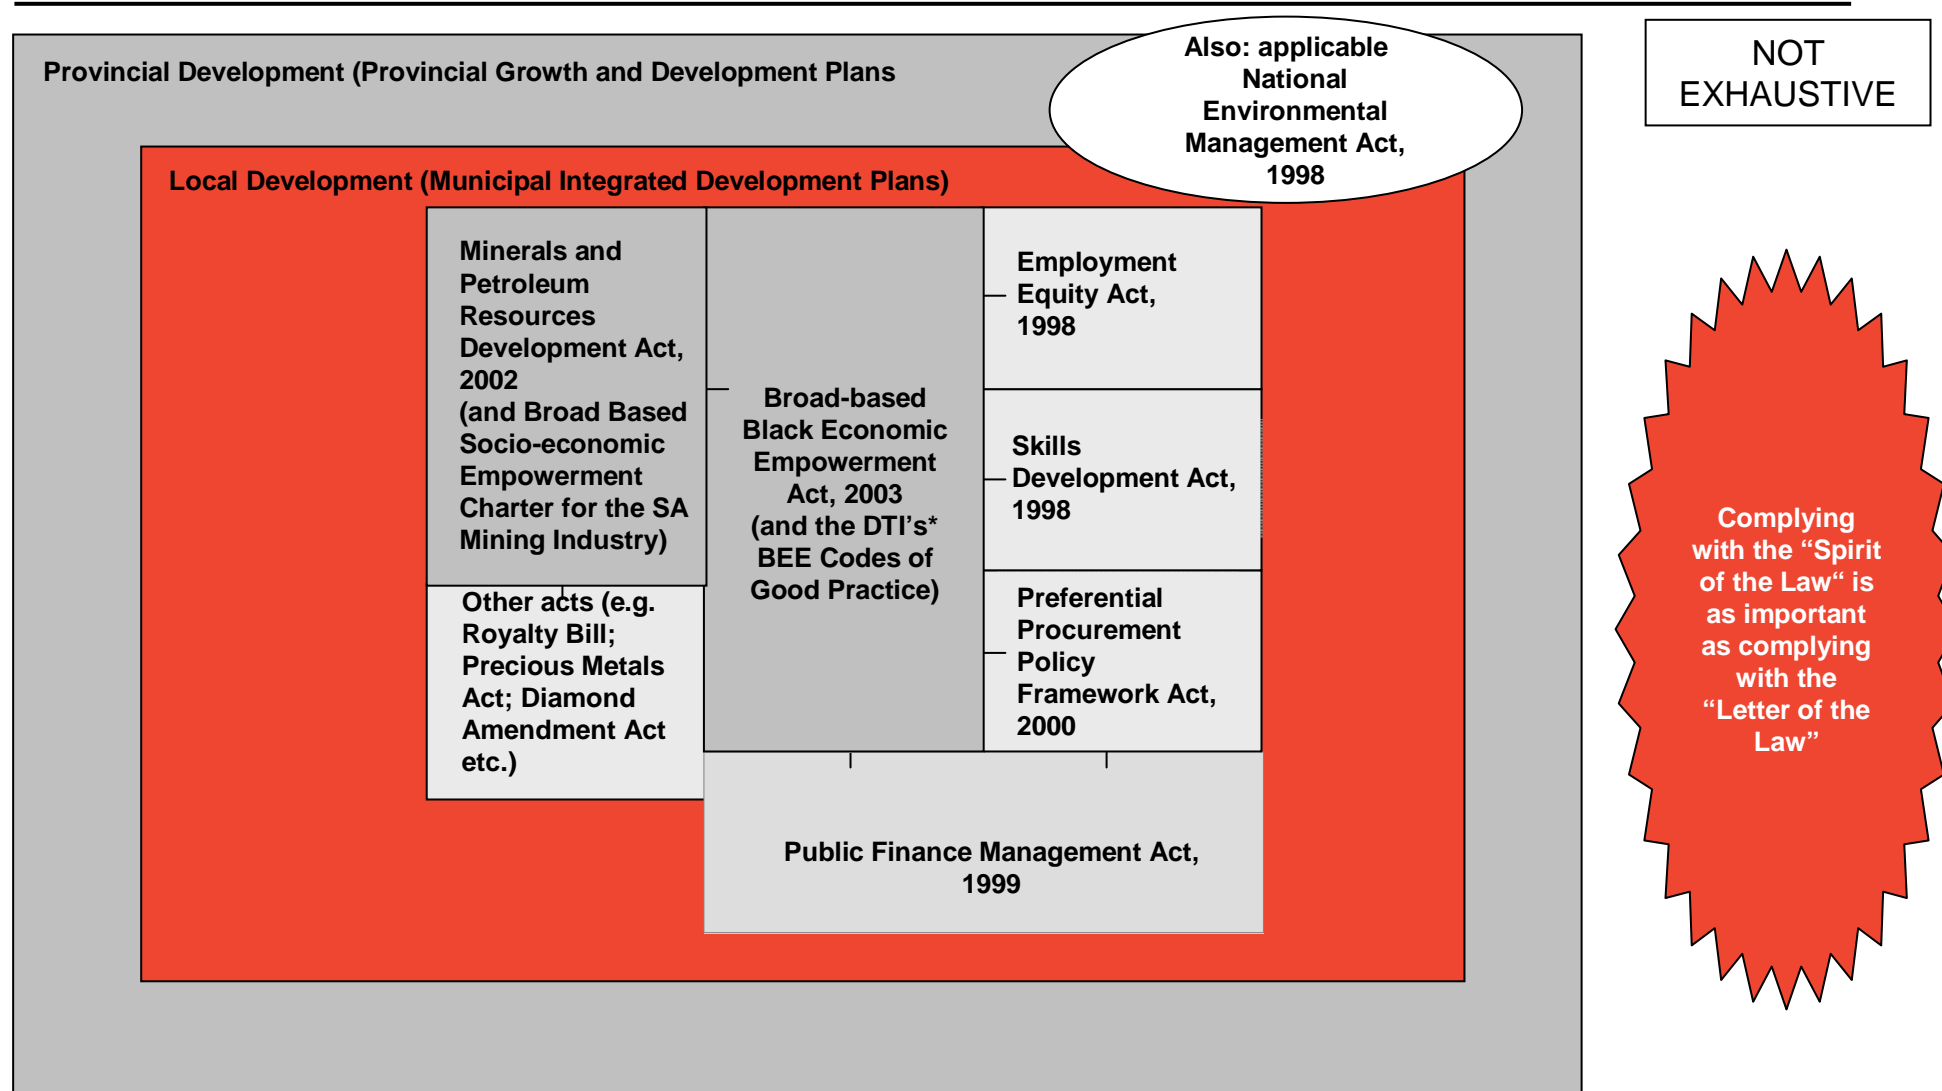 Provincial Development (Provincial Growth and Development Plans
Also: applicable
National
Environmental
Management Act,
1998
NOT
EXHAUSTIVE
Local Development (Municipal Integrated Development Plans)
Minerals and
Petroleum
Resources
Development Act,
2002
(and Broad Based
Socio-economic
Empowerment
Charter for the SA
Mining Industry)
Other acts (e.g.
Royalty Bill;
Precious Metals
Act; Diamond
Amendment Act
etc.)
Broad-based
Black Economic
Empowerment
Act, 2003
(and the DTI’s*
BEE Codes of
Good Practice)
Employment
Equity Act,
1998
Skills
Development Act,
1998
Preferential
Procurement
Policy
Framework Act,
2000
Public Finance Management Act,
1999
Complying
with the “Spirit
of the Law“ is
as important
as complying
with the
“Letter of the
Law”